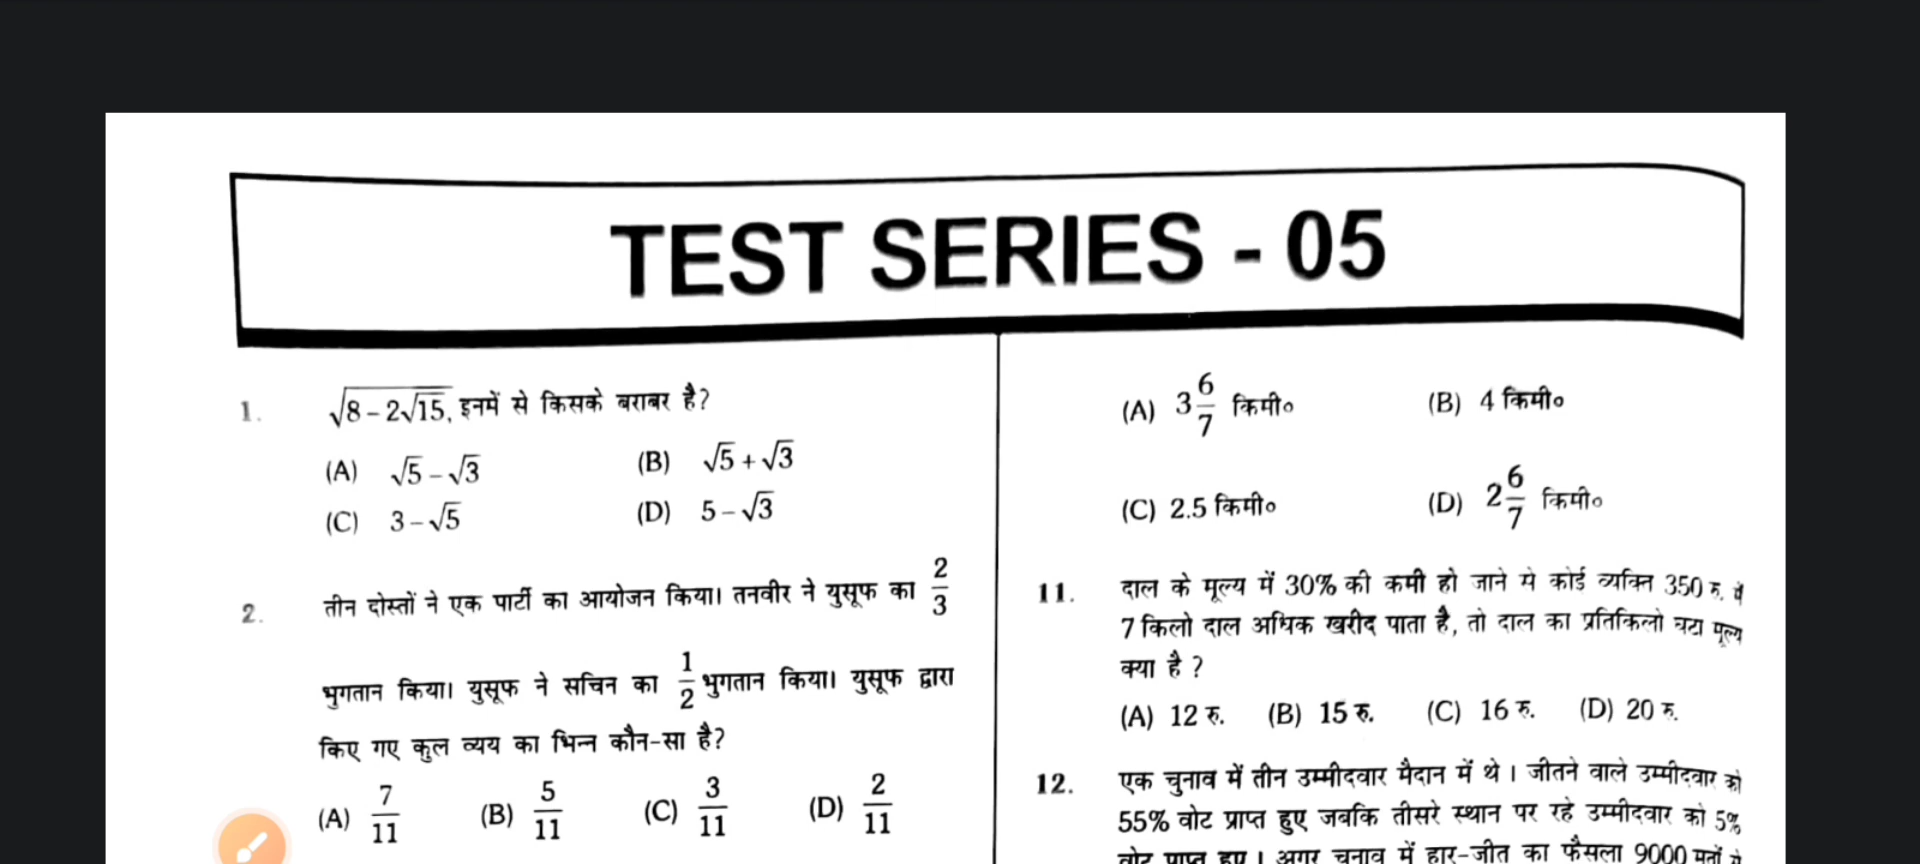 TEST SERIES - 05
1. √(8 – 2√15), इनमें से किसके बराबर है?
(A) √5 – √3 (B) √5 + √3
(C) 3 – √5 (D) 5 – √3
2. तीन दोस्तों ने एक पार्टी का आयोजन किया। तनवीर ने युसूफ का 2/3
भुगतान किया। युसूफ ने सचिन का 1/2 भुगतान किया। युसूफ द्वारा
किए गए कुल व्यय का भिन्न कौन-सा है?
(A) 7/11 (B) 5/11 (C) 3/11 (D) 2/11
(A) 3 6/7 किमी० (B) 4 किमी०
(C) 2.5 किमी० (D) 2 6/7 किमी०
11. दाल के मूल्य में 30% की कमी हो जाने से कोई व्यक्ति 350 रु. में
7 किलो दाल अधिक खरीद पाता है, तो दाल का प्रतिकिलो घटा मूल्य
क्या है ?
(A) 12 रु. (B) 15 रु. (C) 16 रु. (D) 20 रु.
12. एक चुनाव में तीन उम्मीदवार मैदान में थे । जीतने वाले उम्मीदवार को
55% वोट प्राप्त हुए जबकि तीसरे स्थान पर रहे उम्मीदवार को 5%
वोट प्राप्त हुए । अगर चुनाव में हार-जीत का फैसला 9000 मतों से